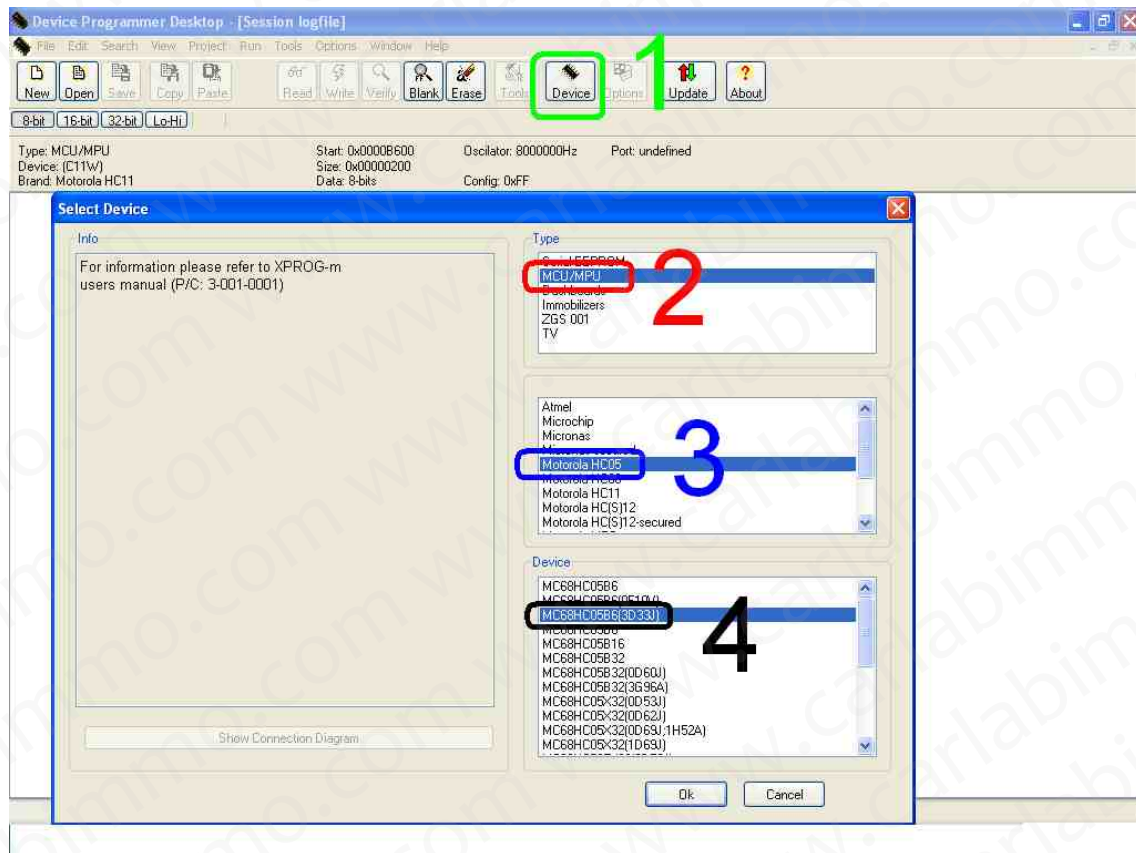 Device Programmer Desktop - [Session logfile]
File Edit Search View Project Run Tools Options Window Help
1
New Open Save Copy Paste Read Write Verify Blank Erase Tools Device Options Update About
8-bit 16-bit 32-bit Lo-Hi
Type: MCU/MPU Start: 0x0000B600 Oscilator: 8000000Hz Port: undefined
Device: (C11W) Size: 0x00000200
Brand: Motorola HC11 Data: 8-bits Config: 0xFF
Select Device
Info
For information please refer to XPROG-m
users manual (P/C: 3-001-0001)
Show Connection Diagram
Type
Serial EEPROM
MCU/MPU
Dashboards
Immobilizers
ZGS 001
TV
2
Atmel
Microchip
Micronas
Motorola HC05
Motorola HC11
Motorola HC(S)12
Motorola HC(S)12-secured
3
Device
MC68HC05B6
MC68HC05B6(3D33J)
MC68HC05B16
MC68HC05B32
MC68HC05B32(0D60J)
MC68HC05B32(3G96A)
MC68HC05X32(0D53J)
MC68HC05X32(0D62J)
MC68HC05X32(0D69J;1H52A)
MC68HC05X32(1D69J)
4
Ok Cancel
www.carlabimmo.com